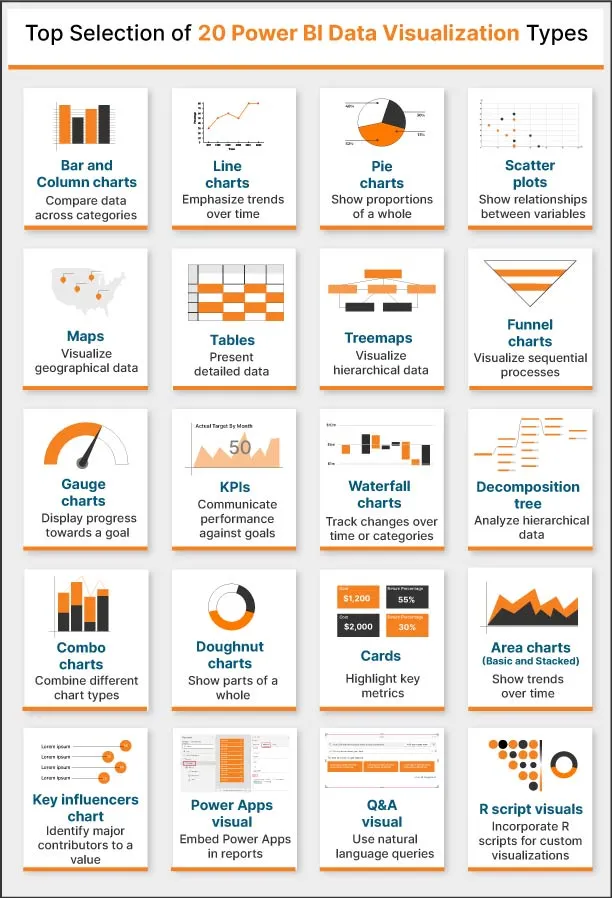 Top Selection of 20 Power BI Data Visualization Types
Bar and
Column charts
Compare data
across categories
Line
charts
Emphasize trends
over time
Pie
charts
Show proportions
of a whole
Scatter
plots
Show relationships
between variables
Maps
Visualize
geographical data
Tables
Present
detailed data
Treemaps
Visualize
hierarchical data
Funnel
charts
Visualize sequential
processes
Gauge
charts
Display progress
towards a goal
Actual Target By Month
50
KPIs
Communicate
performance
against goals
Waterfall
charts
Track changes over
time or categories
Decomposition
tree
Analyze hierarchical
data
Combo
charts
Combine different
chart types
Doughnut
charts
Show parts of a
whole
$1,200
Return Percentage
55%
$2,000
Return Percentage
30%
Cards
Highlight key
metrics
Area charts
(Basic and Stacked)
Show trends
over time
Lorem ipsum
Lorem ipsum
Lorem ipsum
Lorem ipsum
Key influencers
chart
Identify major
contributors to a
value
Power Apps
visual
Embed Power Apps
in reports
Q&A
visual
Use natural
language queries
R script visuals
Incorporate R
scripts for custom
visualizations